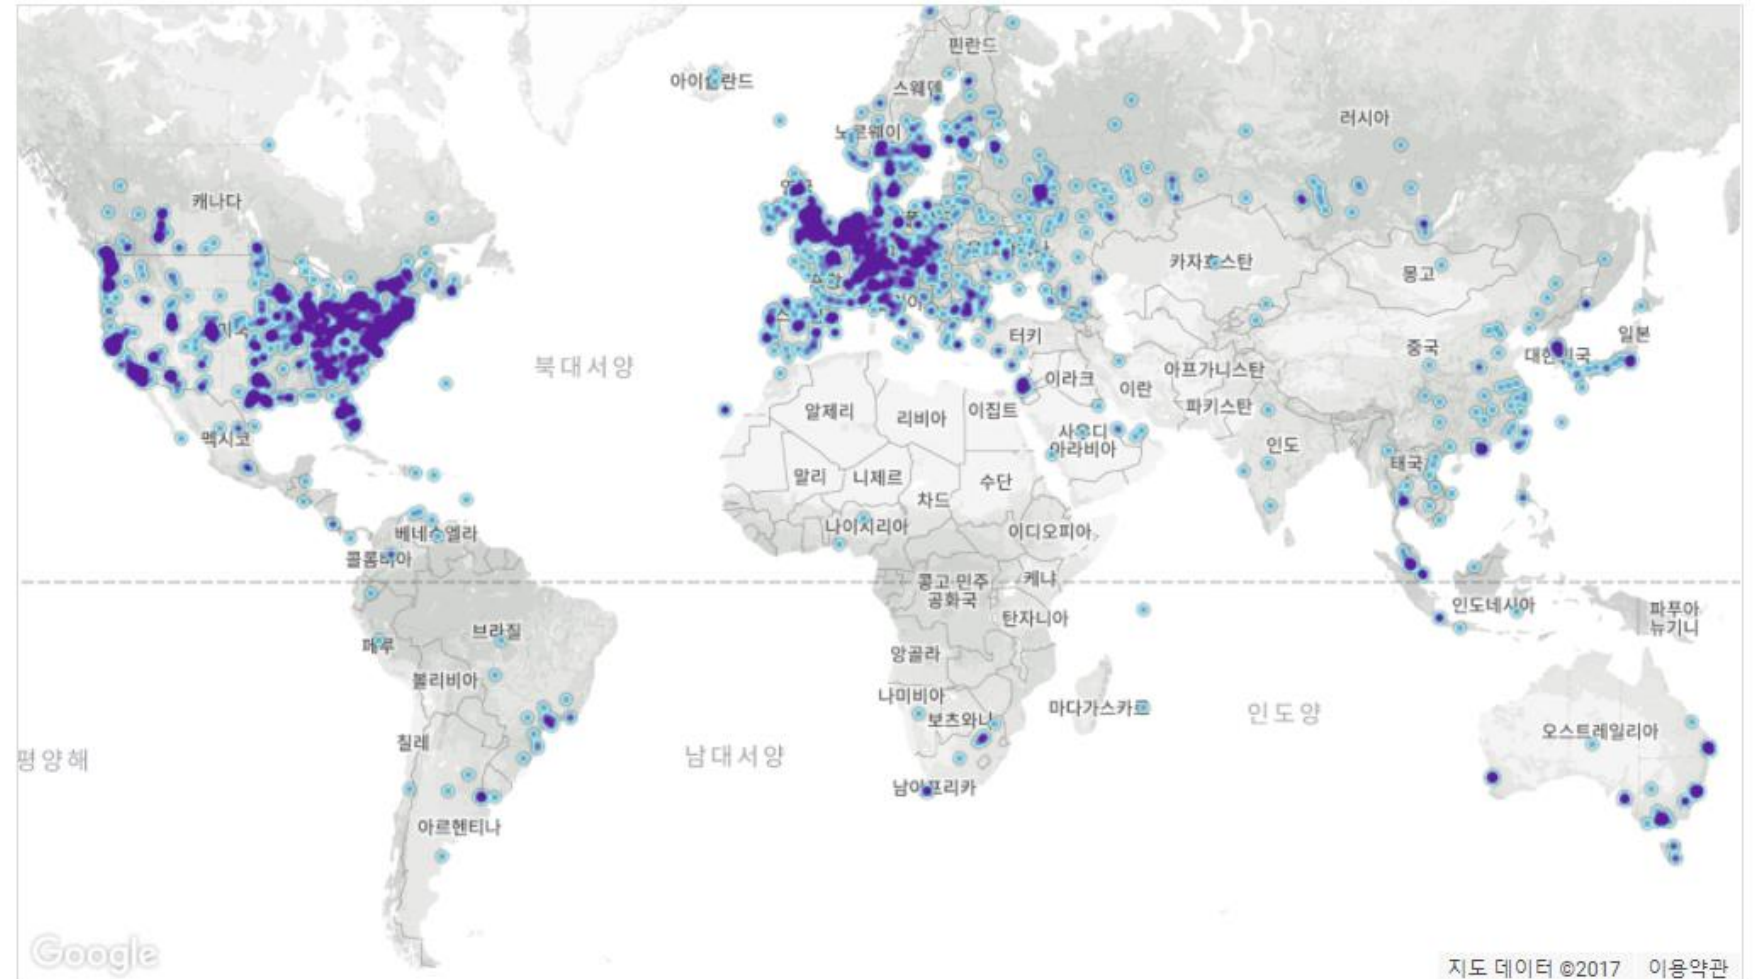 핀란드
아이슬란드
스웨덴
러시아
노르웨이
캐나다
카자흐스탄
몽골
터키
일본
중국
대한민국
북대서양
아프가니스탄
이라크
이란
파키스탄
알제리
리비아
이집트
사우디
아라비아
멕시코
인도
태국
말리
니제르
수단
차드
나이지리아
이디오피아
베네수엘라
콜롬비아
콩고 민주
공화국
케냐
탄자니아
인도네시아
파푸아
뉴기니
브라질
페루
앙골라
볼리비아
나미비아
마다가스카르
인도양
보츠와나
오스트레일리아
칠레
남대서양
평양해
남아프리카
아르헨티나
Google
지도 데이터 ©2017 이용약관